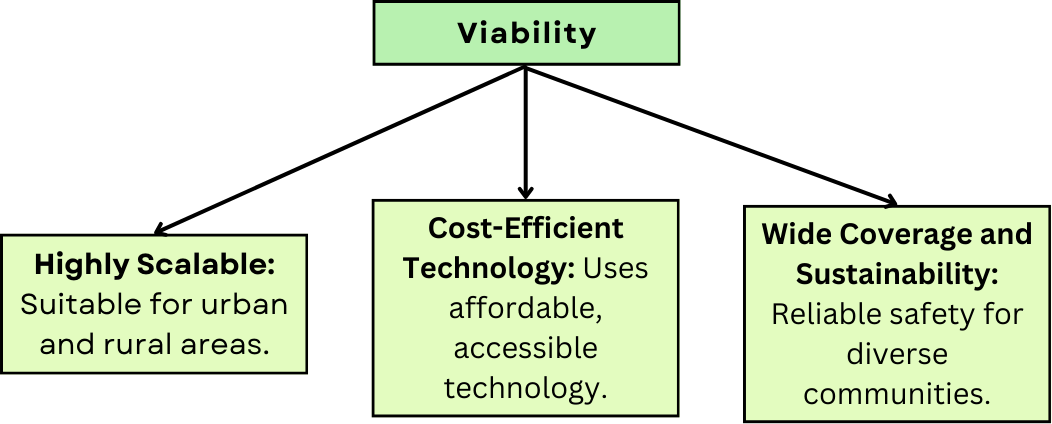 Viability
Highly Scalable:
Suitable for urban
and rural areas.
Cost-Efficient
Technology: Uses
affordable,
accessible
technology.
Wide Coverage and
Sustainability:
Reliable safety for
diverse
communities.